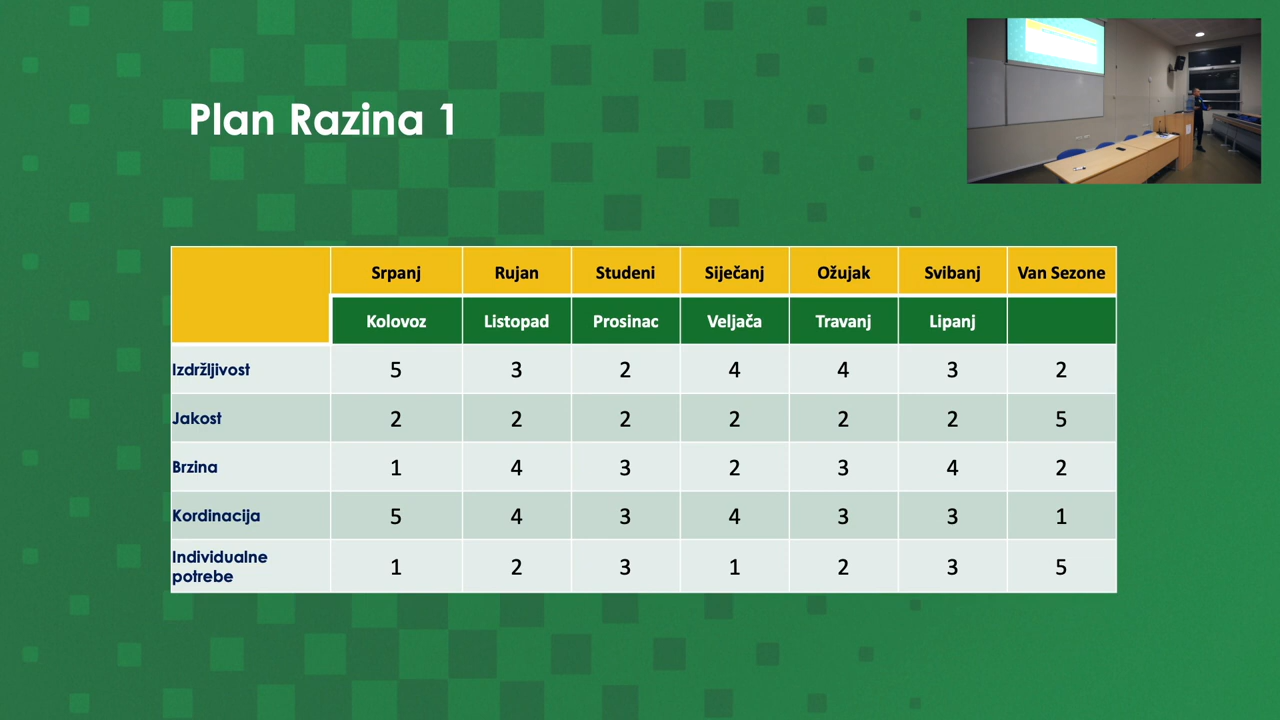 Plan Razina 1
Srpanj Rujan Studeni Siječanj Ožujak Svibanj Van Sezone
Kolovoz Listopad Prosinac Veljača Travanj Lipanj
Izdržljivost 5 3 2 4 4 3 2
Jakost 2 2 2 2 2 2 5
Brzina 1 4 3 2 3 4 2
Kordinacija 5 4 3 4 3 3 1
Individualne
potrebe 1 2 3 1 2 3 5